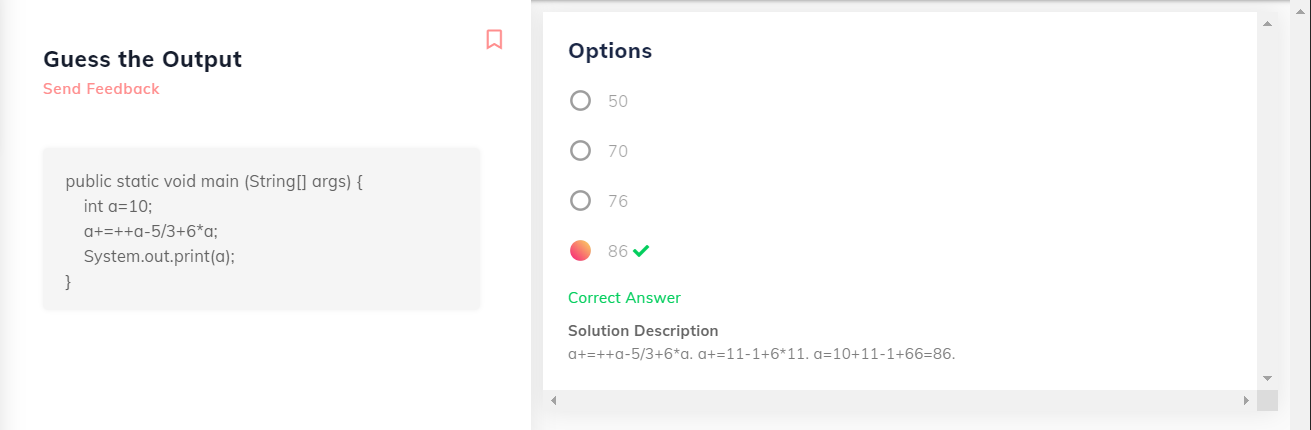 Guess the Output
Send Feedback
public static void main (String[] args) {
int a=10;
a+=++a-5/3+6*a;
System.out.print(a);
}
Options
50
70
76
86
Correct Answer
Solution Description
a+=++a-5/3+6*a. a+=11-1+6*11. a=10+11-1+66=86.